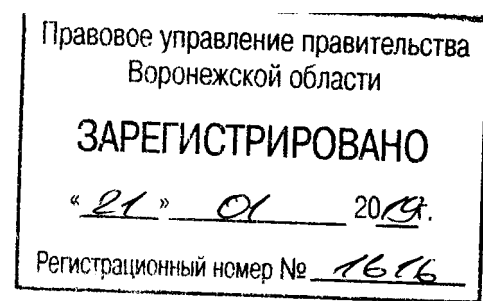 Правовое управление правительства
Воронежской области
ЗАРЕГИСТРИРОВАНО
« 21 » 01 2019г.
Регистрационный номер № 1616